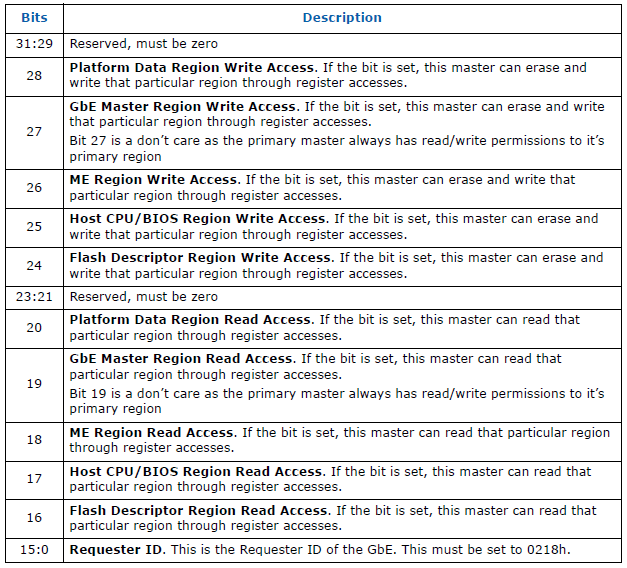 Bits Description
31:29 Reserved, must be zero
28 Platform Data Region Write Access. If the bit is set, this master can erase and
write that particular region through register accesses.
27 GbE Master Region Write Access. If the bit is set, this master can erase and write
that particular region through register accesses.
Bit 27 is a don’t care as the primary master always has read/write permissions to it’s
primary region
26 ME Region Write Access. If the bit is set, this master can erase and write that
particular region through register accesses.
25 Host CPU/BIOS Region Write Access. If the bit is set, this master can erase and
write that particular region through register accesses.
24 Flash Descriptor Region Write Access. If the bit is set, this master can erase and
write that particular region through register accesses.
23:21 Reserved, must be zero
20 Platform Data Region Read Access. If the bit is set, this master can read that
particular region through register accesses.
19 GbE Master Region Read Access. If the bit is set, this master can read that
particular region through register accesses.
Bit 19 is a don’t care as the primary master always has read/write permissions to it’s
primary region
18 ME Region Read Access. If the bit is set, this master can read that particular region
through register accesses.
17 Host CPU/BIOS Region Read Access. If the bit is set, this master can read that
particular region through register accesses.
16 Flash Descriptor Region Read Access. If the bit is set, this master can read that
particular region through register accesses.
15:0 Requester ID. This is the Requester ID of the GbE. This must be set to 0218h.